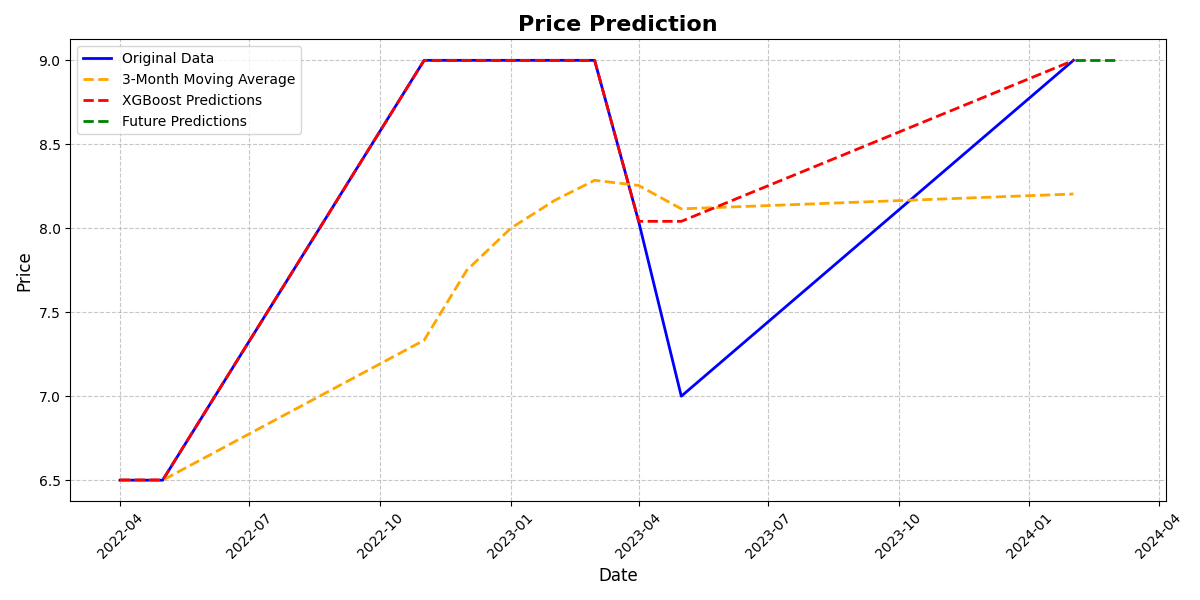 Price Prediction
Original Data
3-Month Moving Average
XGBoost Predictions
Future Predictions
Price
9.0
8.5
8.0
7.5
7.0
6.5
2022-04
2022-07
2022-10
2023-01
2023-04
2023-07
2023-10
2024-01
2024-04
Date